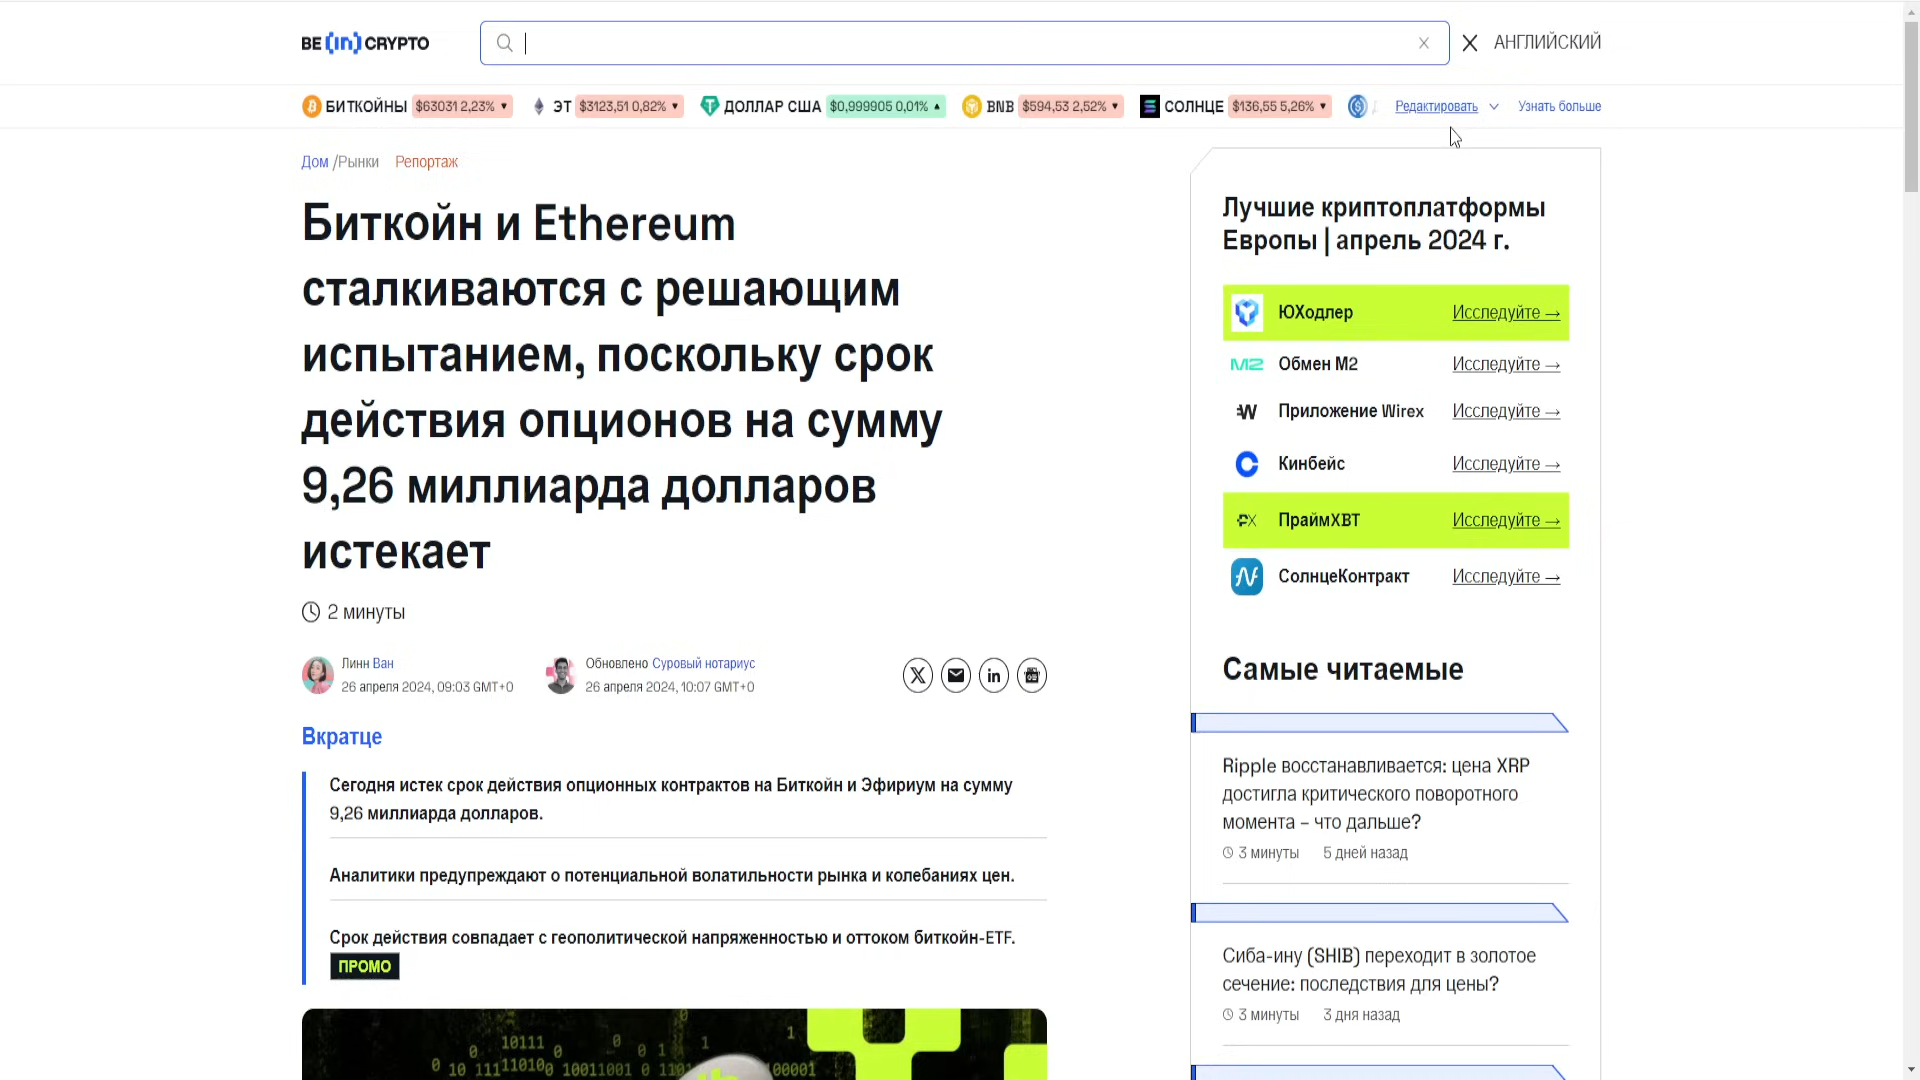 BE [in] CRYPTO
АНГЛИЙСКИЙ
БИТКОЙНЫ $63031 2,23% ▼ ЭТ $3123,51 0,82% ▼ ДОЛЛАР США $0,999905 0,01% ▲ BNB $594,53 2,52% ▼ СОЛНЦЕ $136,55 5,26% ▼ Редактировать Узнать больше
Дом /Рынки Репортаж
Биткойн и Ethereum
сталкиваются с решающим
испытанием, поскольку срок
действия опционов на сумму
9,26 миллиарда долларов
истекает
2 минуты
Линн Ван
26 апреля 2024, 09:03 GMT+0
Обновлено Суровый нотариус
26 апреля 2024, 10:07 GMT+0
Вкратце
Сегодня истек срок действия опционных контрактов на Биткойн и Эфириум на сумму
9,26 миллиарда долларов.
Аналитики предупреждают о потенциальной волатильности рынка и колебаниях цен.
Срок действия совпадает с геополитической напряженностью и оттоком биткойн-ETF.
ПРОМО
Лучшие криптоплатформы
Европы | апрель 2024 г.
ЮХодлер Исследуйте →
M2 Обмен М2 Исследуйте →
Приложение Wirex Исследуйте →
Кинбейс Исследуйте →
ПраймХВТ Исследуйте →
СолнцеКонтракт Исследуйте →
Самые читаемые
Ripple восстанавливается: цена XRP
достигла критического поворотного
момента – что дальше?
3 минуты 5 дней назад
Сиба-ину (SHIB) переходит в золотое
сечение: последствия для цены?
3 минуты 3 дня назад